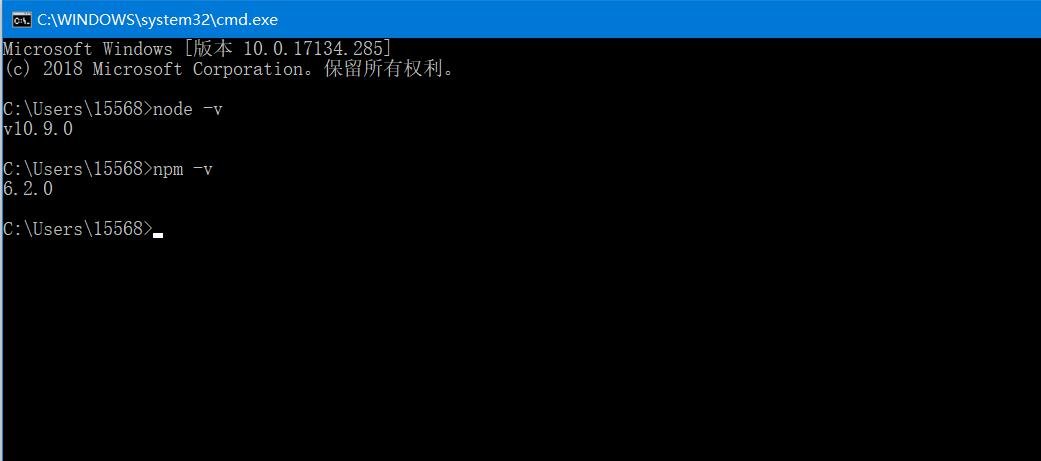 C:\WINDOWS\system32\cmd.exe
Microsoft Windows [版本 10.0.17134.285]
(c) 2018 Microsoft Corporation。保留所有权利。
C:\Users\15568>node -v
v10.9.0
C:\Users\15568>npm -v
6.2.0
C:\Users\15568>